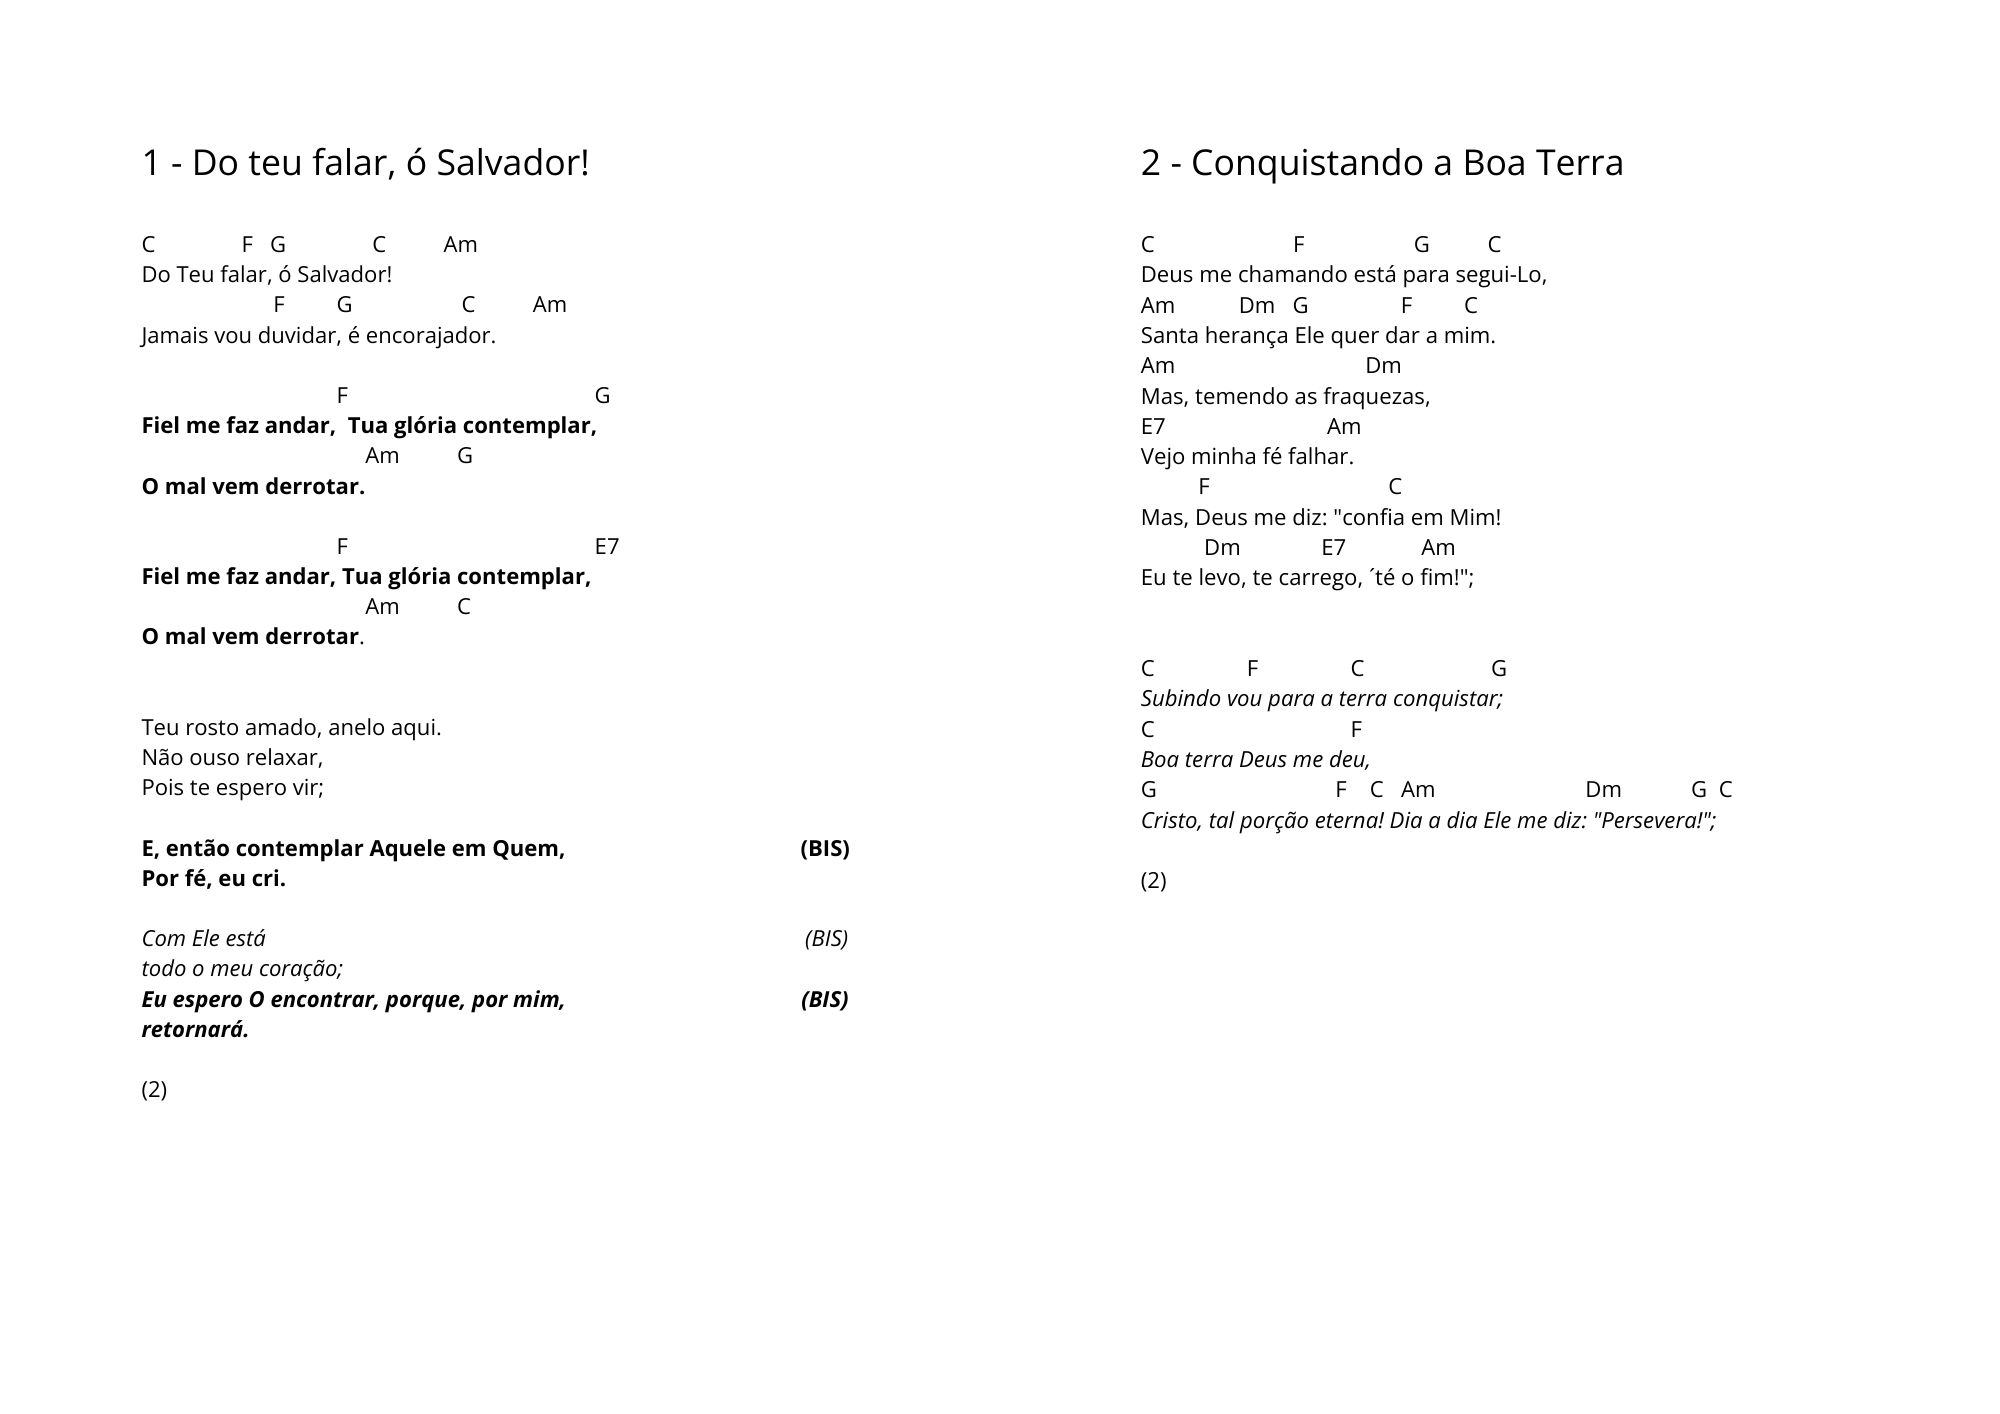 1 - Do teu falar, ó Salvador!
C F G C Am
Do Teu falar, ó Salvador!
F G C Am
Jamais vou duvidar, é encorajador.
F G
Fiel me faz andar, Tua glória contemplar,
Am G
O mal vem derrotar.
F E7
Fiel me faz andar, Tua glória contemplar,
Am C
O mal vem derrotar.
Teu rosto amado, anelo aqui.
Não ouso relaxar,
Pois te espero vir;
E, então contemplar Aquele em Quem, (BIS)
Por fé, eu cri.
Com Ele está (BIS)
todo o meu coração;
Eu espero O encontrar, porque, por mim, (BIS)
retornará.
(2)
2 - Conquistando a Boa Terra
C F G C
Deus me chamando está para segui-Lo,
Am Dm G F C
Santa herança Ele quer dar a mim.
Am Dm
Mas, temendo as fraquezas,
E7 Am
Vejo minha fé falhar.
F C
Mas, Deus me diz: "confia em Mim!
Dm E7 Am
Eu te levo, te carrego, ´té o fim!";
C F C G
Subindo vou para a terra conquistar;
C F
Boa terra Deus me deu,
G F C Am Dm G C
Cristo, tal porção eterna! Dia a dia Ele me diz: "Persevera!";
(2)